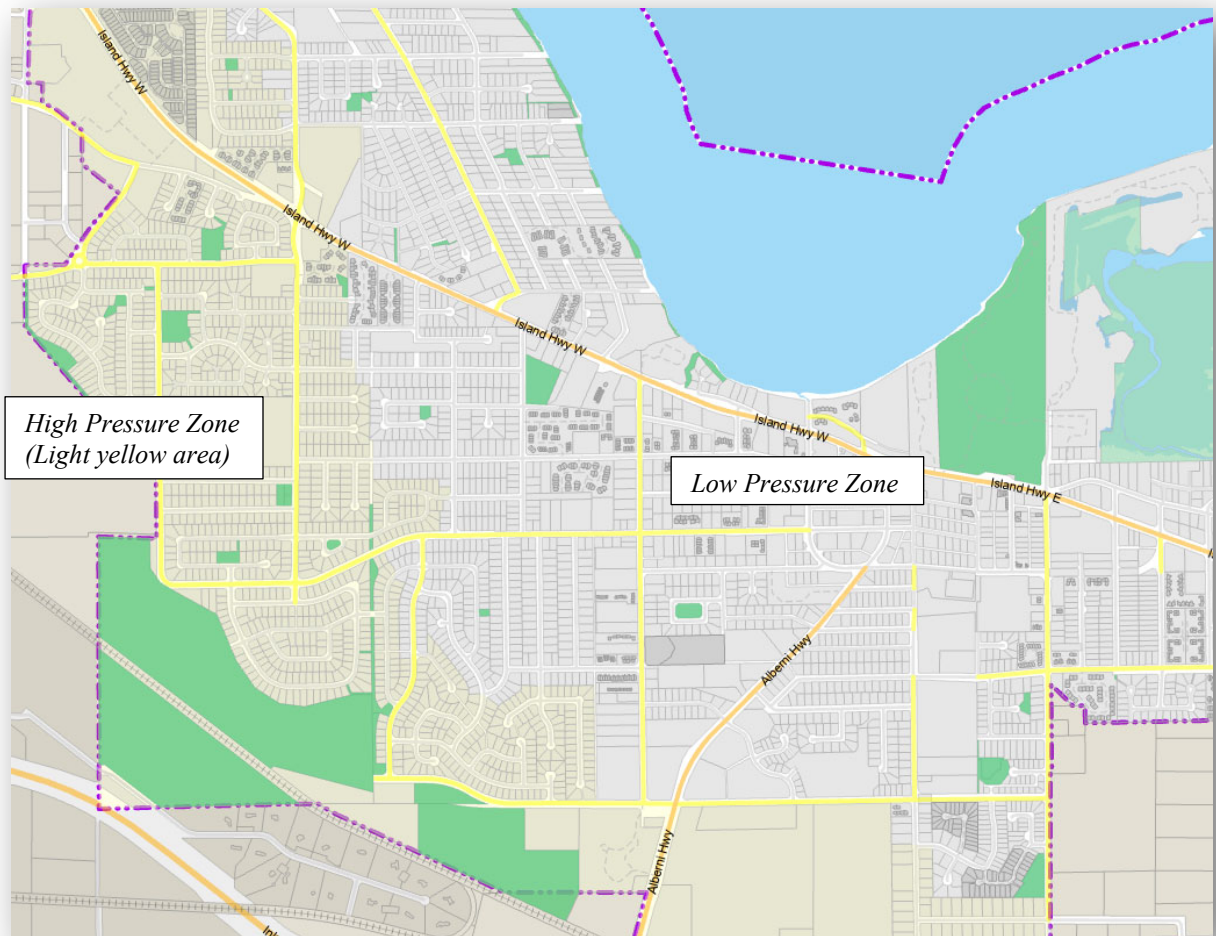 Island Hwy W
Island Hwy W
Island Hwy W
High Pressure Zone
(Light yellow area)
Island Hwy W
Low Pressure Zone
Island Hwy E
Alberni Hwy
Alberni Hwy